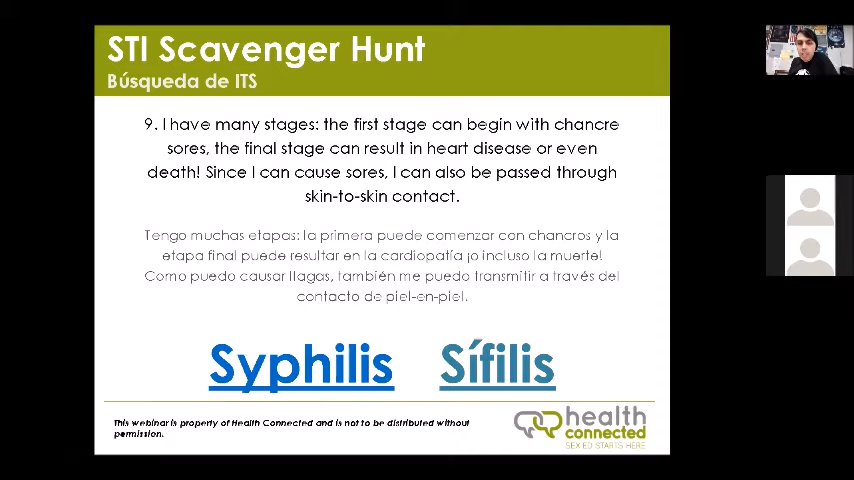 STI Scavenger Hunt
Búsqueda de ITS
9. I have many stages: the first stage can begin with chancre
sores, the final stage can result in heart disease or even
death! Since I can cause sores, I can also be passed through
skin-to-skin contact.
Tengo muchas etapas: la primera puede comenzar con chancros y la
etapa final puede resultar en la cardiopatía ¡o incluso la muerte!
Como puedo causar llagas, también me puedo transmitir a través del
contacto de piel-en-piel.
Syphilis Sífilis
This webinar is property of Health Connected and is not to be distributed without
permission.
health
connected
SEX ED STARTS HERE